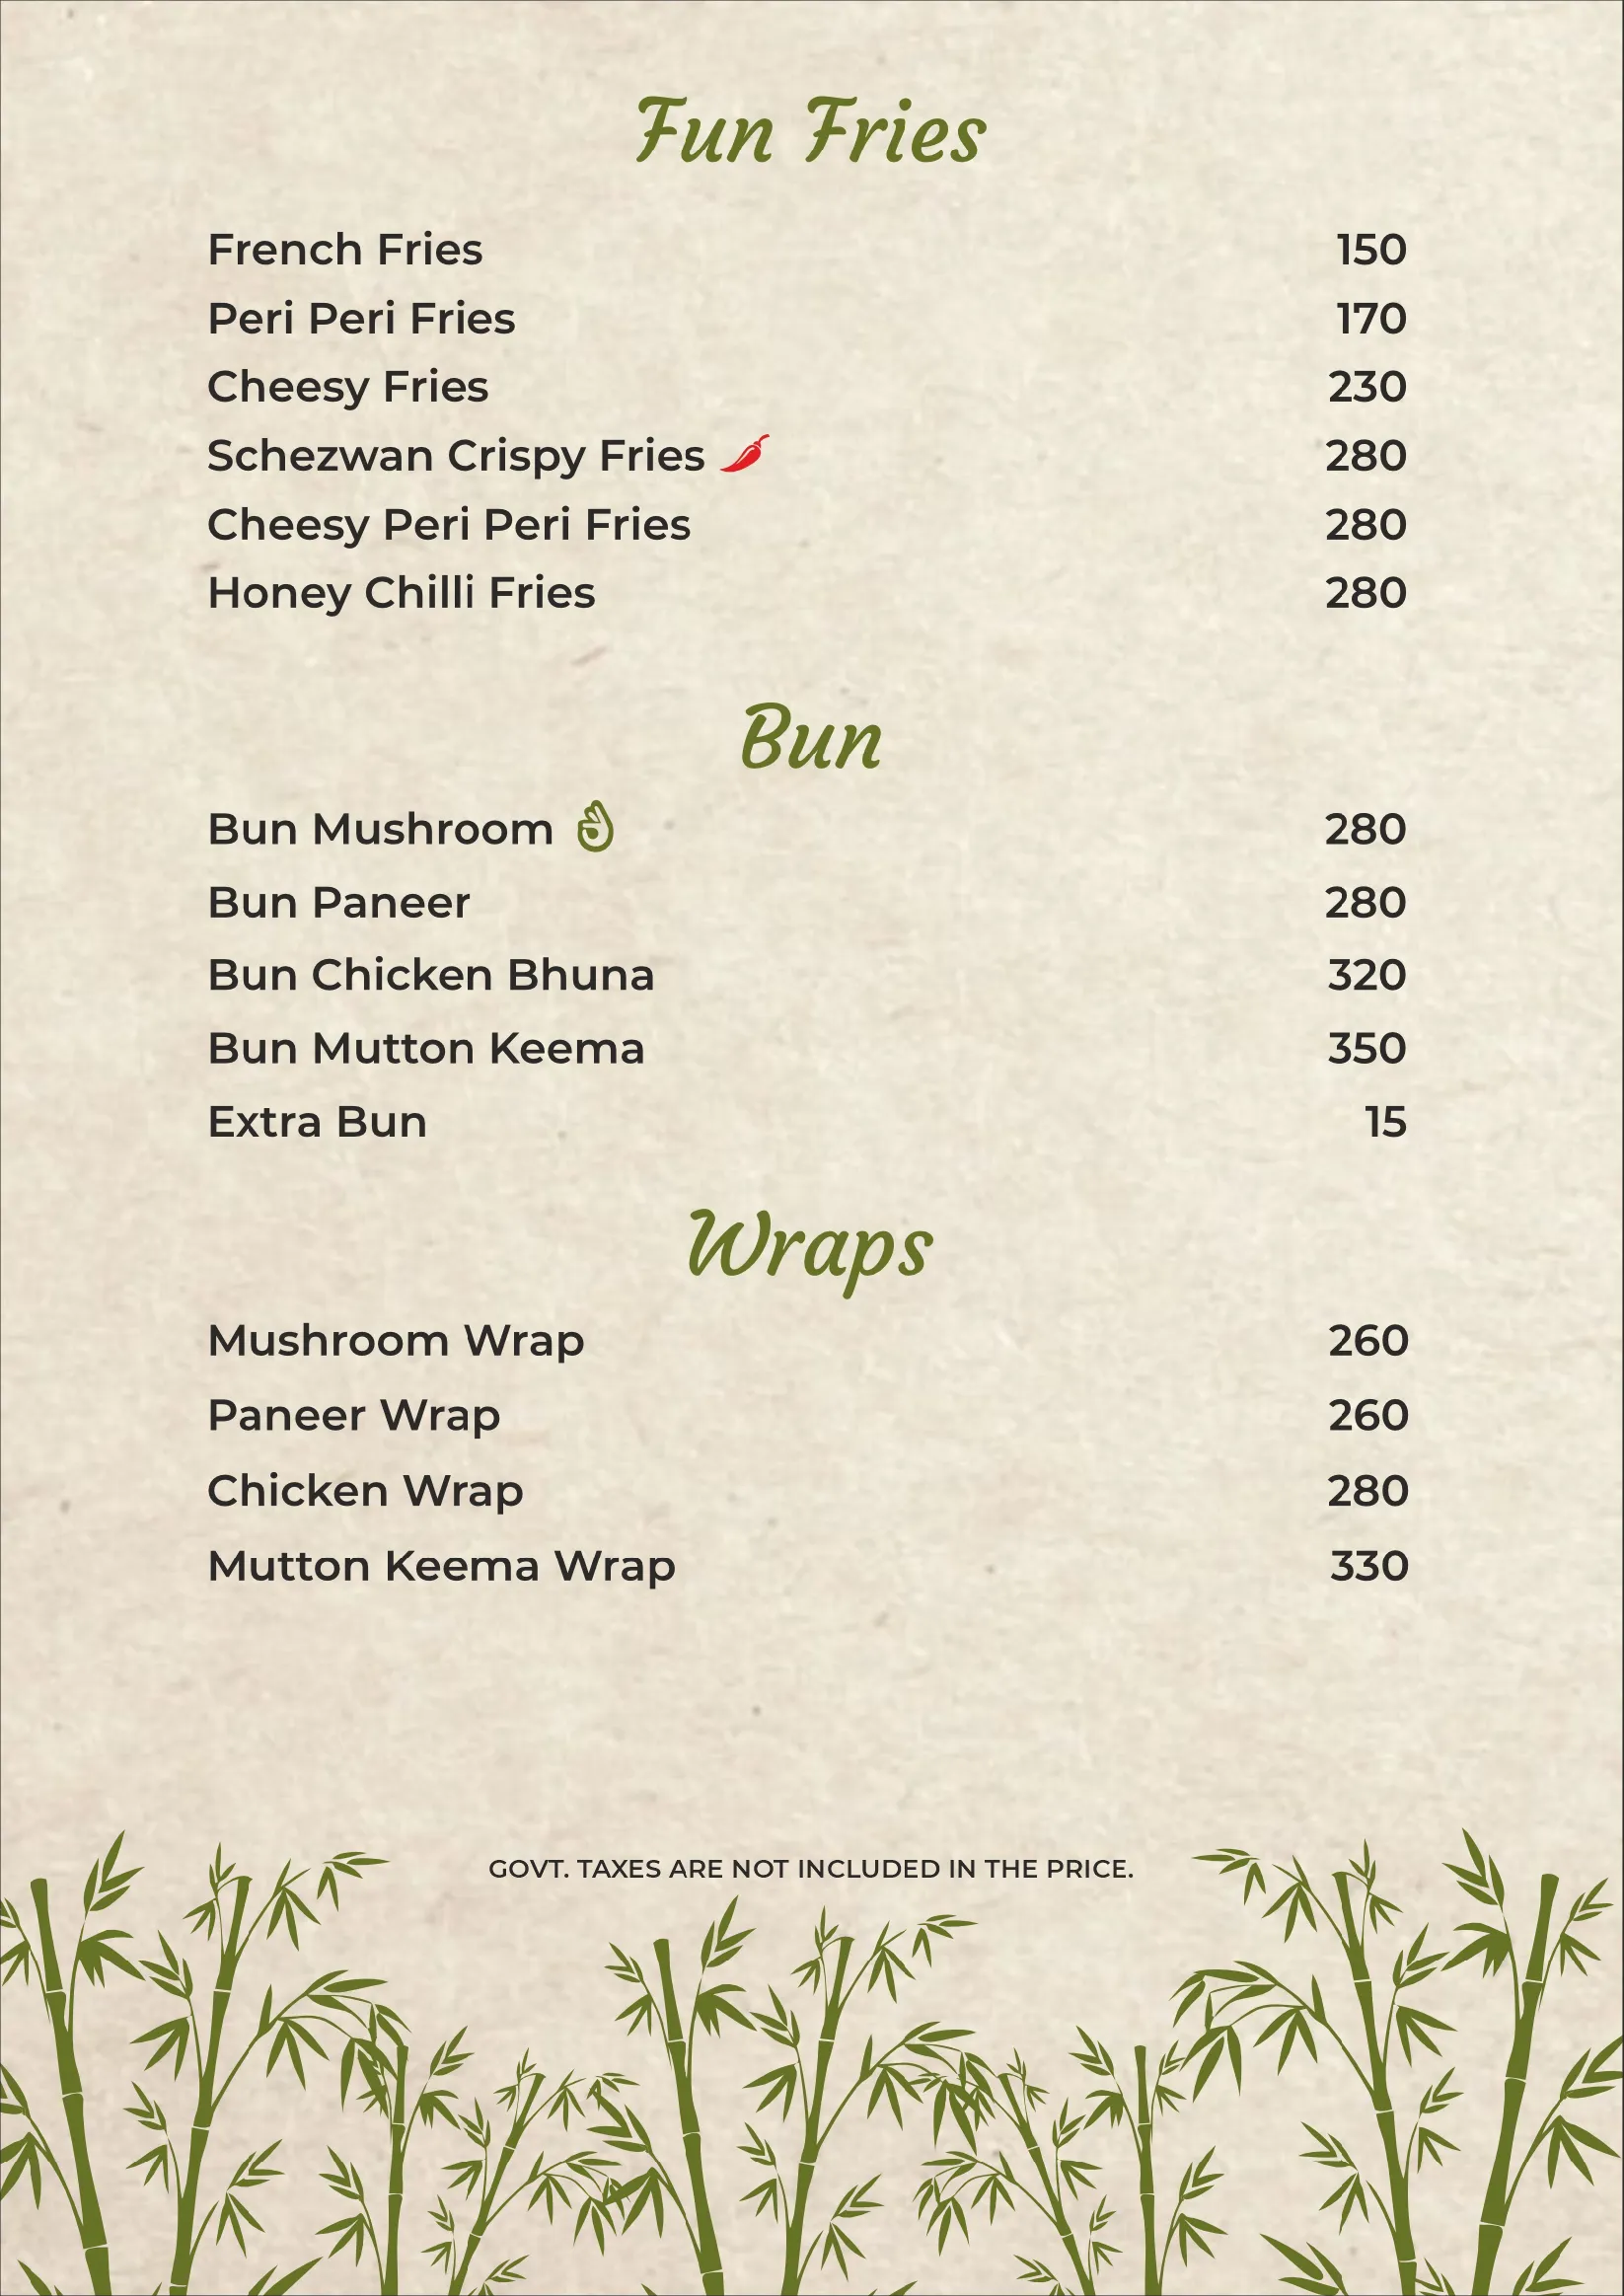 Fun Fries
French Fries 150
Peri Peri Fries 170
Cheesy Fries 230
Schezwan Crispy Fries 280
Cheesy Peri Peri Fries 280
Honey Chilli Fries 280
Bun
Bun Mushroom 280
Bun Paneer 280
Bun Chicken Bhuna 320
Bun Mutton Keema 350
Extra Bun 15
Wraps
Mushroom Wrap 260
Paneer Wrap 260
Chicken Wrap 280
Mutton Keema Wrap 330
GOVT. TAXES ARE NOT INCLUDED IN THE PRICE.